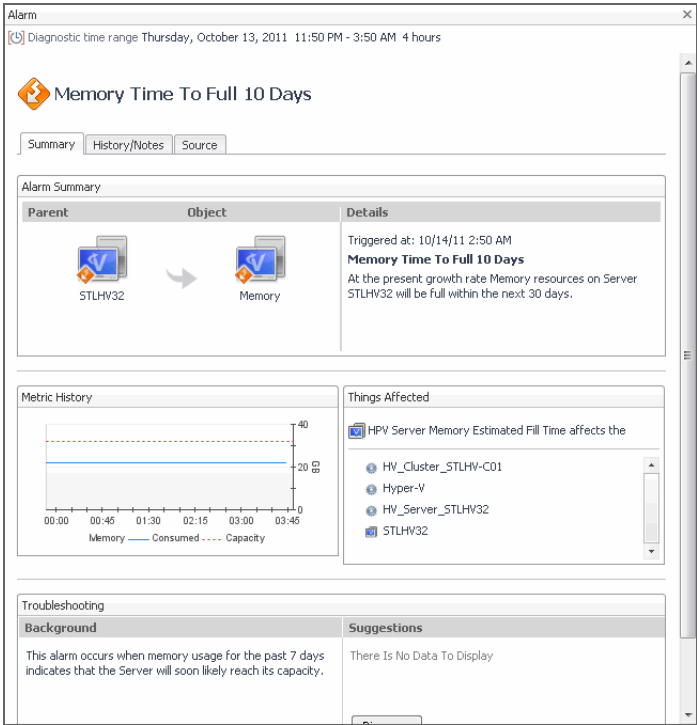 Alarm
Diagnostic time range Thursday, October 13, 2011 11:50 PM - 3:50 AM 4 hours
Memory Time To Full 10 Days
Summary History/Notes Source
Alarm Summary
Parent Object Details
Triggered at: 10/14/11 2:50 AM
Memory Time To Full 10 Days
At the present growth rate Memory resources on Server
STLHV32 will be full within the next 30 days.
STLHV32 Memory
Metric History
40
20
0
GB
00:00 00:45 01:30 02:15 03:00 03:45
Memory Consumed Capacity
Things Affected
HPV Server Memory Estimated Fill Time affects the
HV_Cluster_STLHV-C01
Hyper-V
HV_Server_STLHV32
STLHV32
Troubleshooting
Background Suggestions
This alarm occurs when memory usage for the past 7 days
indicates that the Server will soon likely reach its capacity.
There Is No Data To Display